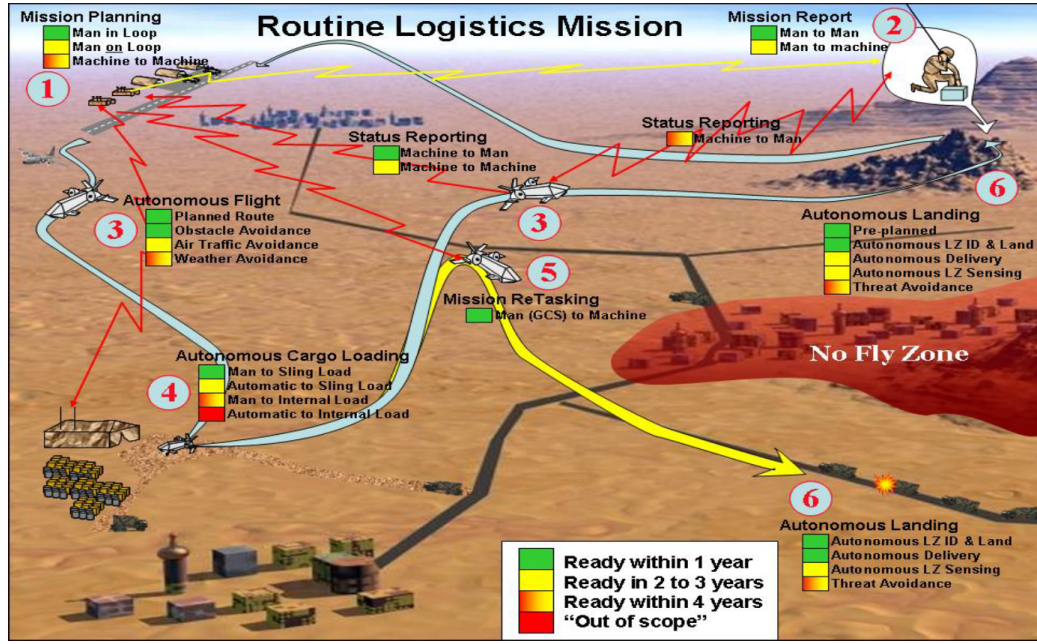 Routine Logistics Mission
Mission Planning
Man in Loop
Man on Loop
Machine to Machine
1
Mission Report
Man to Man
Man to machine
2
Status Reporting
Machine to Man
Machine to Machine
Status Reporting
Machine to Man
3
Autonomous Flight
Planned Route
Obstacle Avoidance
Air Traffic Avoidance
Weather Avoidance
3
6
Autonomous Landing
Pre-planned
Autonomous LZ ID & Land
Autonomous Delivery
Autonomous LZ Sensing
Threat Avoidance
5
Mission ReTasking
Man (GCS) to Machine
No Fly Zone
Autonomous Cargo Loading
4
Man to Sling Load
Automatic to Sling Load
Man to Internal Load
Automatic to Internal Load
6
Autonomous Landing
Autonomous LZ ID & Land
Autonomous Delivery
Autonomous LZ Sensing
Threat Avoidance
Ready within 1 year
Ready in 2 to 3 years
Ready within 4 years
“Out of scope”